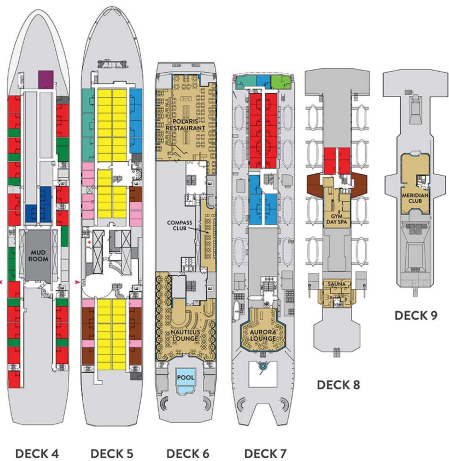 POLARIS
RESTAURANT
COMPASS
CLUB
MUD
ROOM
NAUTILUS
LOUNGE
POOL
AURORA
LOUNGE
GYM
DAY SPA
SAUNA
MERIDIAN
CLUB
DECK 9
DECK 8
DECK 4
DECK 5
DECK 6
DECK 7